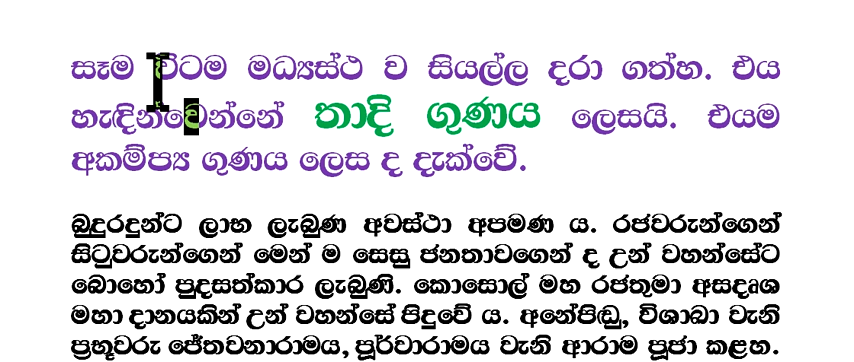 සෑම විටම මධ්‍යස්ථ ව සියල්ල දරා ගත්හ. එය
හැඳින්වෙන්නේ තාදි ගුණය ලෙසයි. එයම
අකම්ප්‍ය ගුණය ලෙස ද දැක්වේ.
බුදුරදුන්ට ලාභ ලැබුණ අවස්ථා අපමණ ය. රජවරුන්ගෙන්
සිටුවරුන්ගෙන් මෙන් ම සෙසු ජනතාවගෙන් ද උන් වහන්සේට
බොහෝ පුදසත්කාර ලැබුණි. කොසොල් මහ රජතුමා අසදෘශ
මහා දානයකින් උන් වහන්සේ පිදුවේ ය. අනේපිඬු, විශාඛා වැනි
ප්‍රභූවරු ජේතවනාරාමය, පූර්වාරාමය වැනි ආරාම පූජා කළහ.